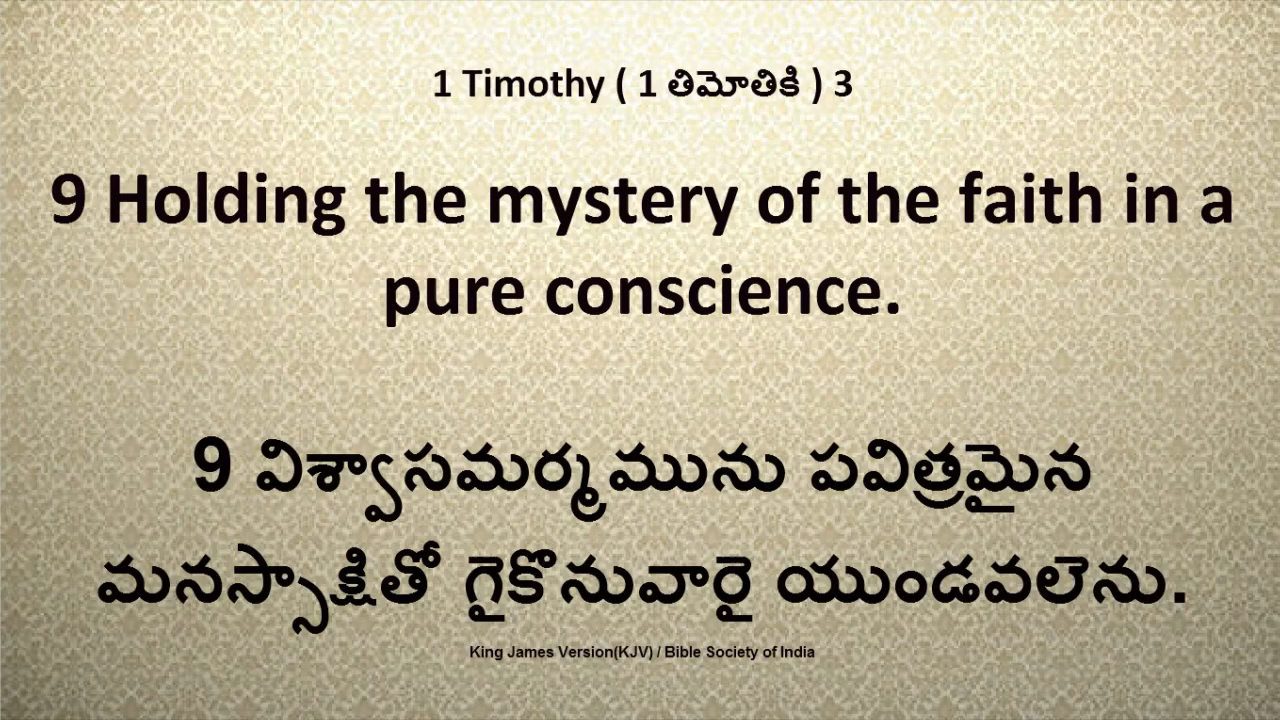 1 Timothy ( 1 తిమోతికి ) 3
9 Holding the mystery of the faith in a
pure conscience.
9 విశ్వాసమర్మమును పవిత్రమైన
మనస్సాక్షితో గైకొనువారై యుండవలెను.
King James Version(KJV) / Bible Society of India